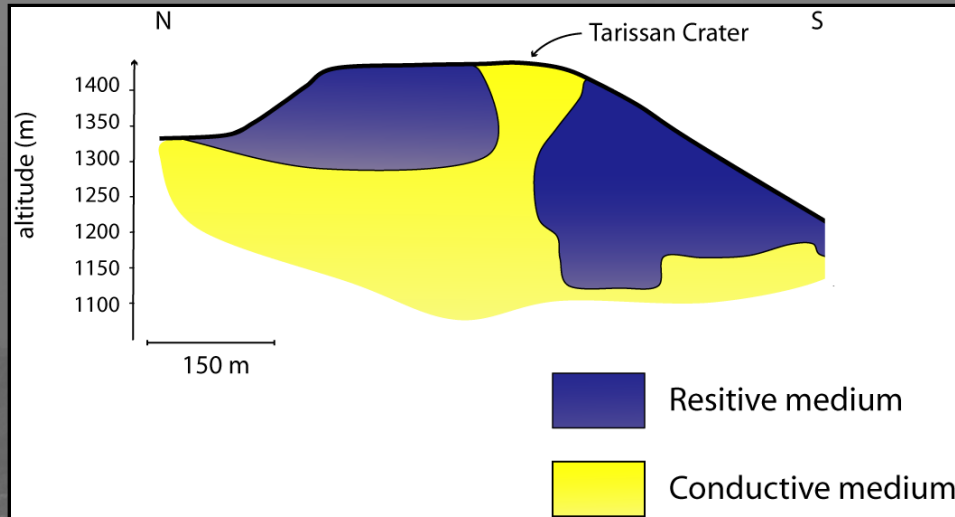 N
S
Tarissan Crater
altitude (m)
1400
1350
1300
1250
1200
1150
1100
150 m
Resitive medium
Conductive medium